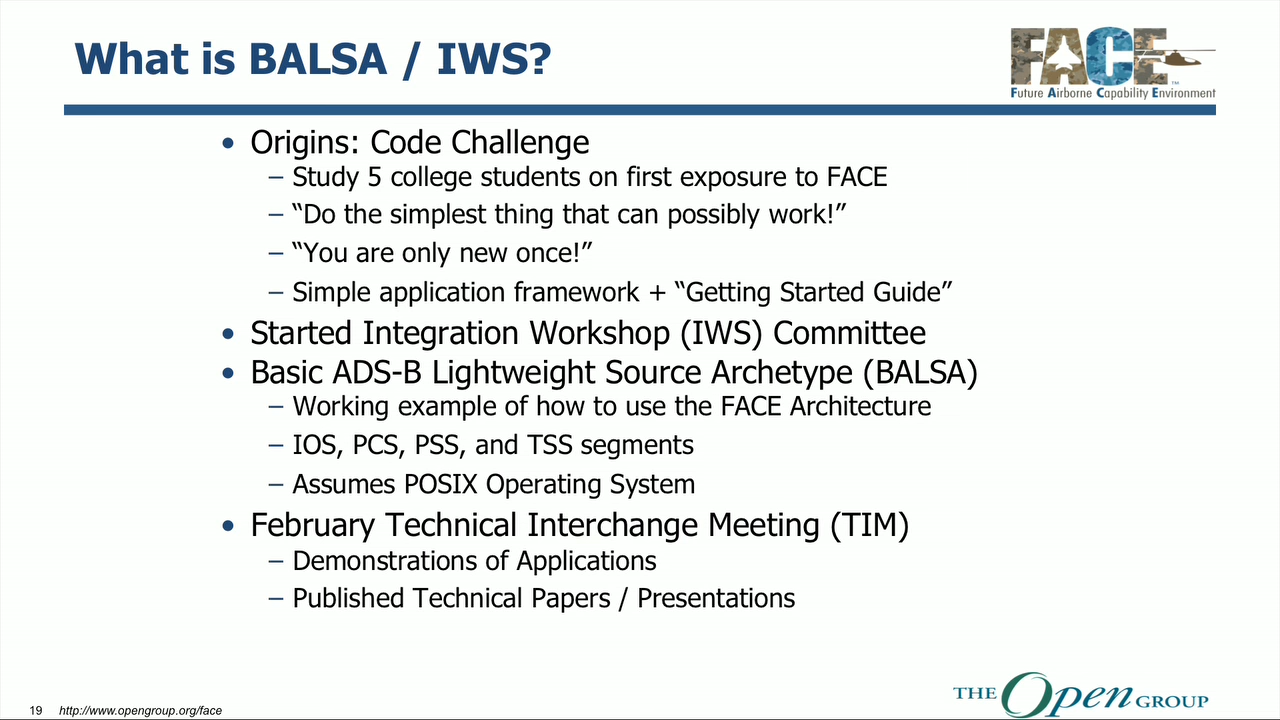 What is BALSA / IWS?
FACE™
Future Airborne Capability Environment
• Origins: Code Challenge
– Study 5 college students on first exposure to FACE
– “Do the simplest thing that can possibly work!”
– “You are only new once!”
– Simple application framework + “Getting Started Guide”
• Started Integration Workshop (IWS) Committee
• Basic ADS-B Lightweight Source Archetype (BALSA)
– Working example of how to use the FACE Architecture
– IOS, PCS, PSS, and TSS segments
– Assumes POSIX Operating System
• February Technical Interchange Meeting (TIM)
– Demonstrations of Applications
– Published Technical Papers / Presentations
19 http://www.opengroup.org/face
THE Open GROUP